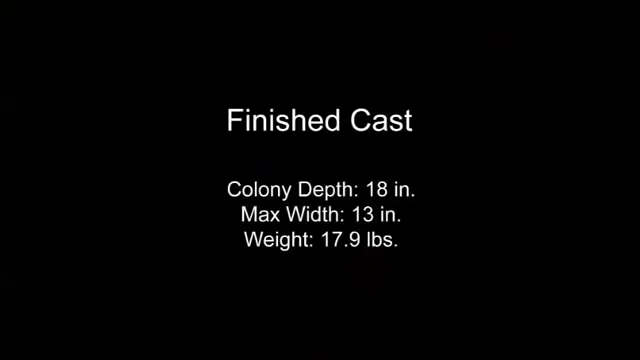 Finished Cast
Colony Depth: 18 in.
Max Width: 13 in.
Weight: 17.9 lbs.